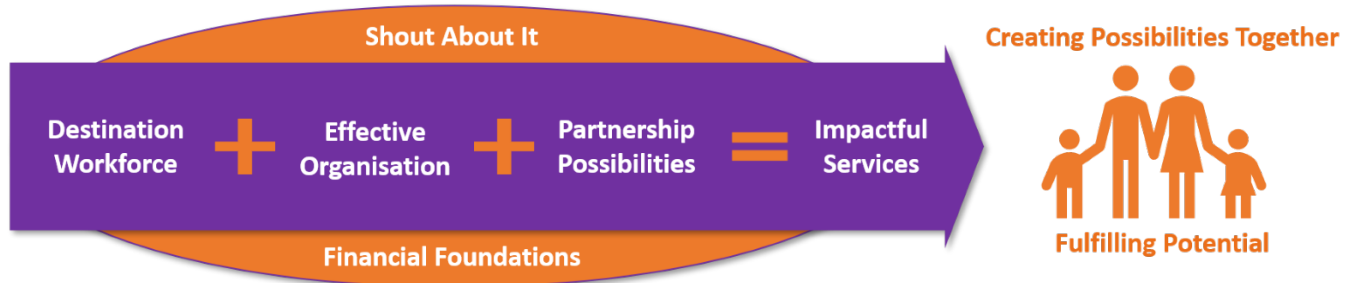 Shout About It
Destination
Workforce
+
Effective
Organisation
+
Partnership
Possibilities
=
Impactful
Services
Financial Foundations
Creating Possibilities Together
Fulfilling Potential